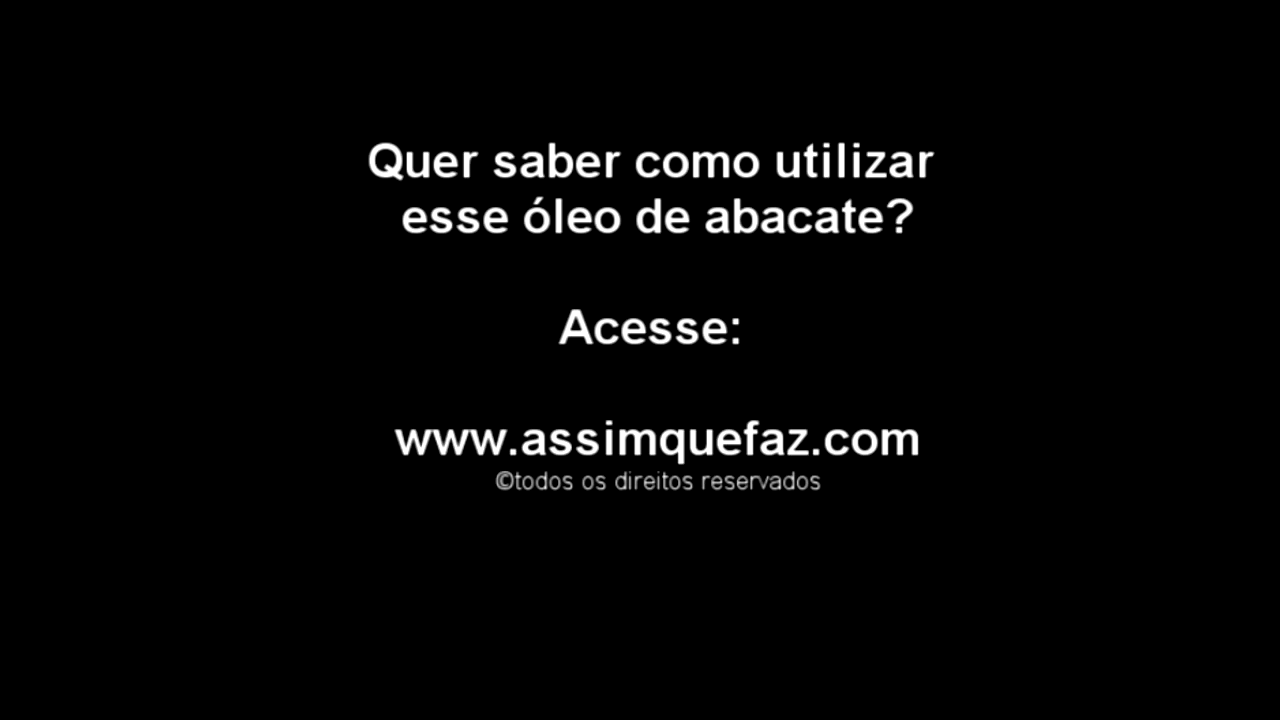 Quer saber como utilizar
esse óleo de abacate?
Acesse:
www.assimquefaz.com
©todos os direitos reservados